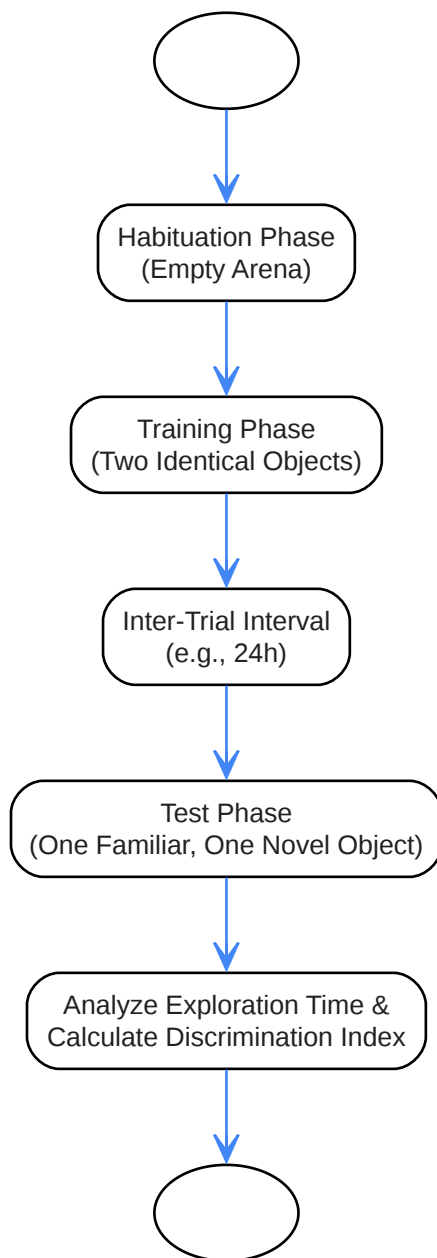 Habituation Phase
(Empty Arena)
Training Phase
(Two Identical Objects)
Inter-Trial Interval
(e.g., 24h)
Test Phase
(One Familiar, One Novel Object)
Analyze Exploration Time &
Calculate Discrimination Index